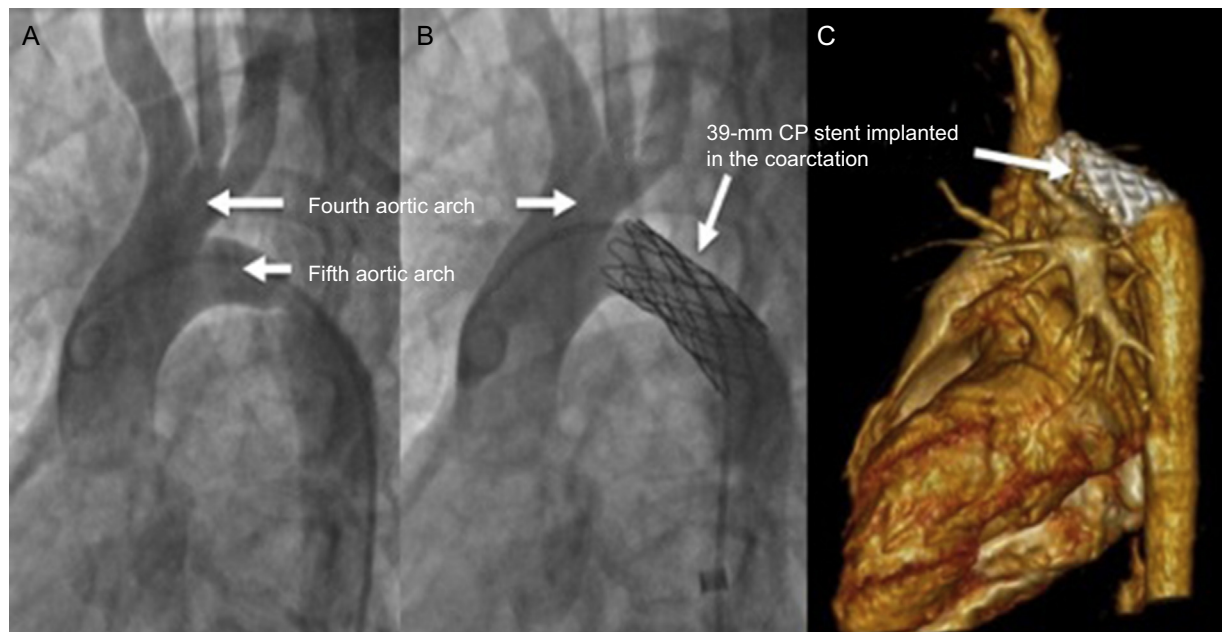 A
B
C
39-mm CP stent implanted
in the coarctation
Fourth aortic arch
Fifth aortic arch